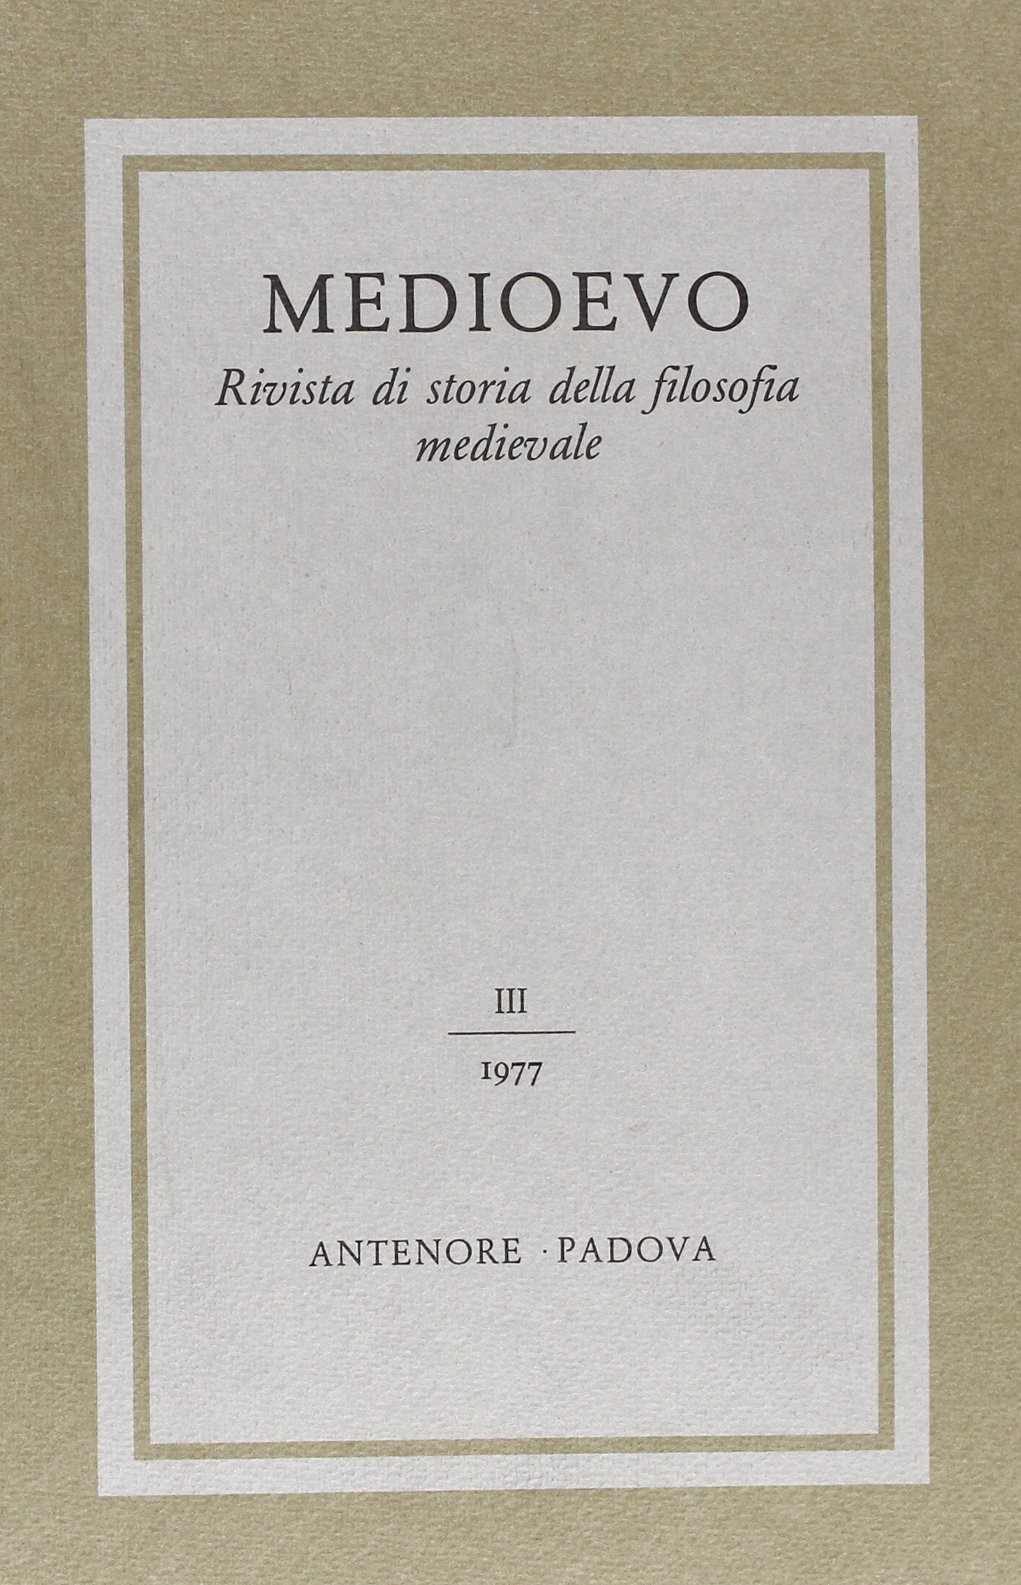 MEDIOEVO
Rivista di storia della filosofia
medievale
III
1977
ANTENORE · PADOVA